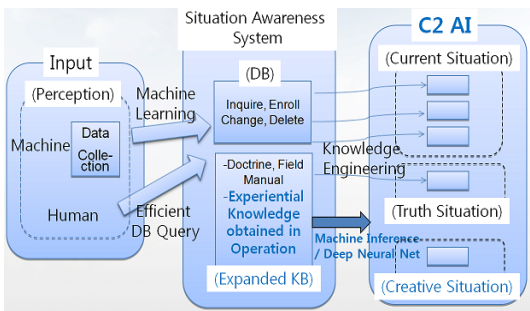 Input
(Perception)
Machine
Data
Colle-
ction
Human
Machine
Learning
Efficient
DB Query
Situation Awareness
System
(DB)
Inquire, Enroll
Change, Delete
-Doctrine, Field
Manual
-Experiential
Knowledge
obtained in
Operation
(Expanded KB)
Knowledge
Engineering
Machine Inference
/ Deep Neural Net
C2 AI
(Current Situation)
(Truth Situation)
(Creative Situation)